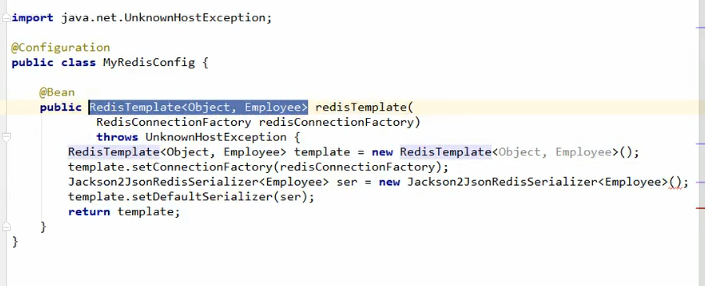 import java.net.UnknownHostException;
@Configuration
public class MyRedisConfig {
@Bean
public RedisTemplate<Object, Employee> redisTemplate(
RedisConnectionFactory redisConnectionFactory)
throws UnknownHostException {
RedisTemplate<Object, Employee> template = new RedisTemplate<Object, Employee>();
template.setConnectionFactory(redisConnectionFactory);
Jackson2JsonRedisSerializer<Employee> ser = new Jackson2JsonRedisSerializer<Employee>();
template.setDefaultSerializer(ser);
return template;
}
}